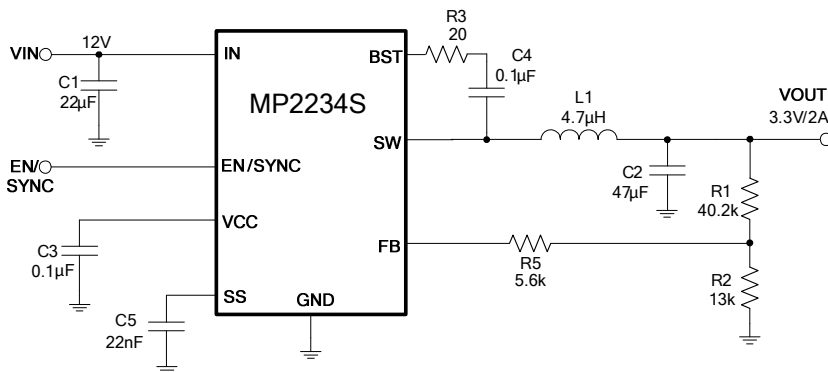 VIN
12V
IN
C1
22µF
MP2234S
BST
R3
20
C4
0.1µF
SW
L1
4.7µH
VOUT
3.3V/2A
EN/
SYNC
EN/SYNC
C2
47µF
R1
40.2k
VCC
C3
0.1µF
FB
R5
5.6k
R2
13k
SS
GND
C5
22nF